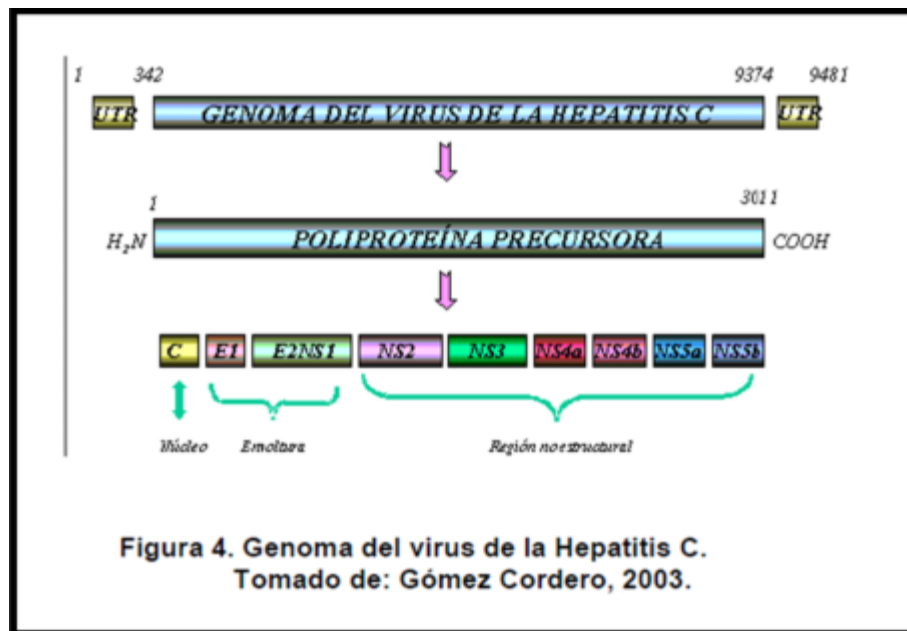 1 342 9374 9481
UTR GENOMA DEL VIRUS DE LA HEPATITIS C UTR
1 3011
H₂N POLIPROTEÍNA PRECURSORA COOH
C E1 E2NS1 NS2 NS3 NS4a NS4b NS5a NS5b
Núcleo Envoltura Región no estructural
Figura 4. Genoma del virus de la Hepatitis C.
Tomado de: Gómez Cordero, 2003.